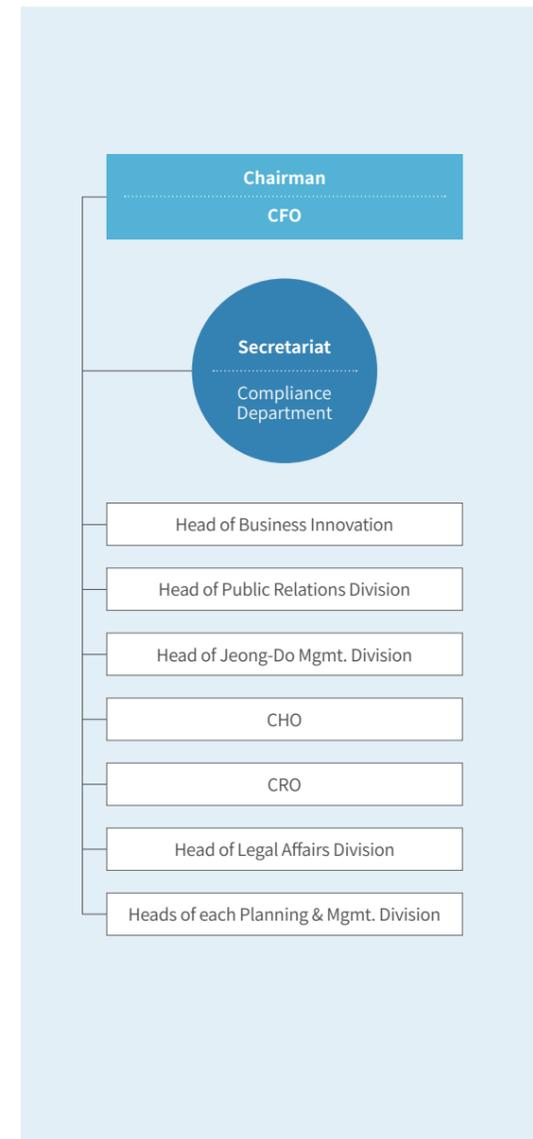 Chairman
CFO
Secretariat
Compliance
Department
Head of Business Innovation
Head of Public Relations Division
Head of Jeong-Do Mgmt. Division
CHO
CRO
Head of Legal Affairs Division
Heads of each Planning & Mgmt. Division